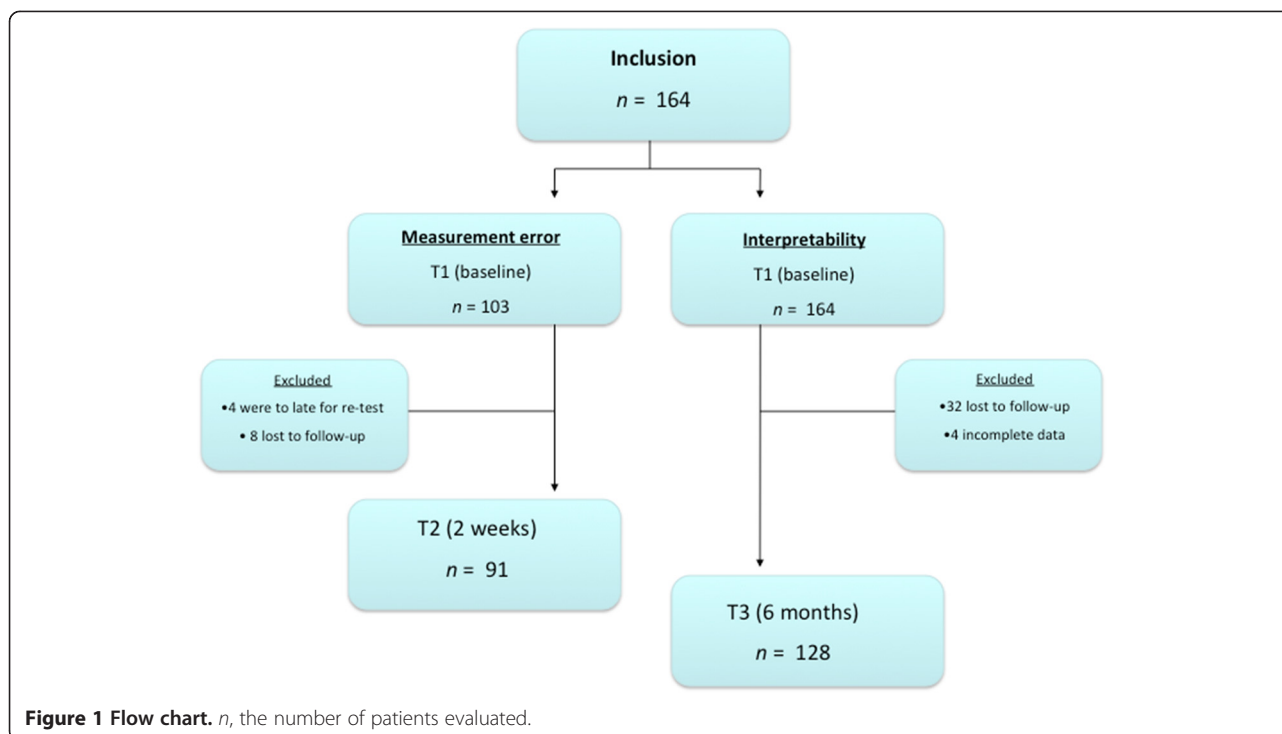 Inclusion
n = 164
Measurement error
T1 (baseline)
n = 103
Interpretability
T1 (baseline)
n = 164
Excluded
•4 were to late for re-test
• 8 lost to follow-up
Excluded
•32 lost to follow-up
•4 incomplete data
T2 (2 weeks)
n = 91
T3 (6 months)
n = 128
Figure 1 Flow chart. n, the number of patients evaluated.